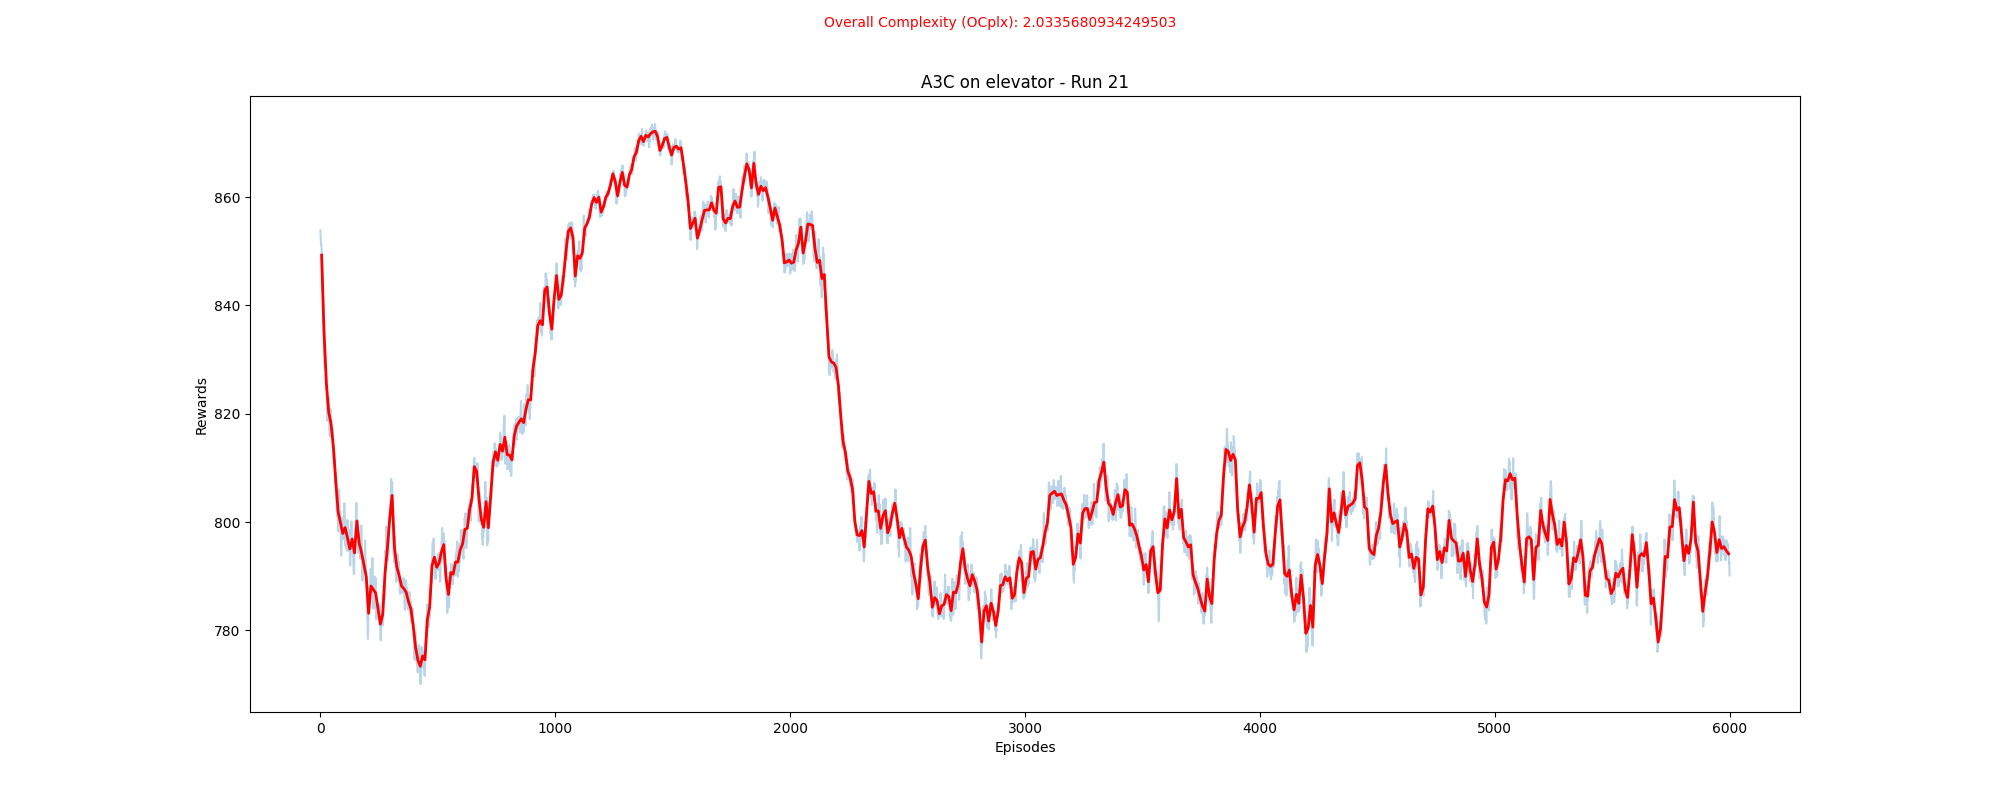 Overall Complexity (OCplx): 2.0335680934249503
A3C on elevator - Run 21
Rewards
860
840
820
800
780
0 1000 2000 3000 4000 5000 6000
Episodes